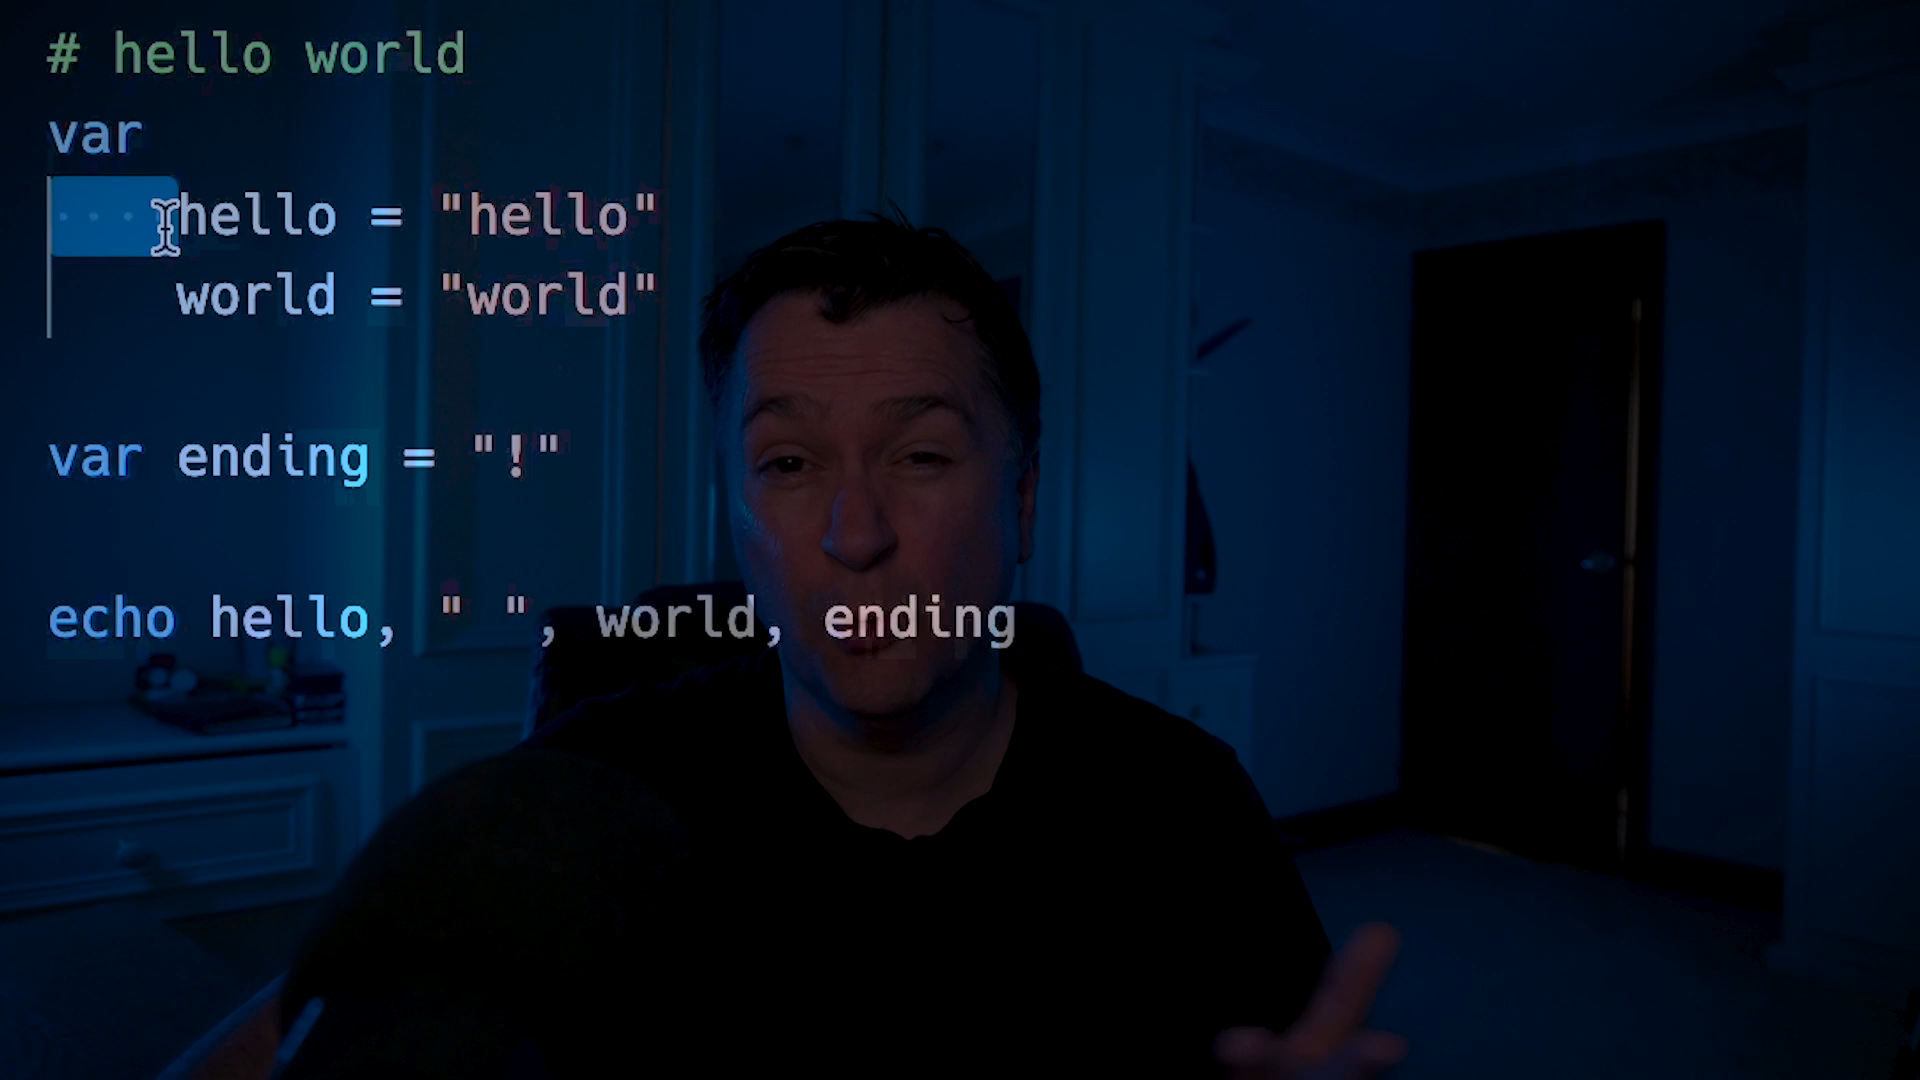 # hello world
var
    hello = "hello"
    world = "world"
var ending = "!"
echo hello, " ", world, ending